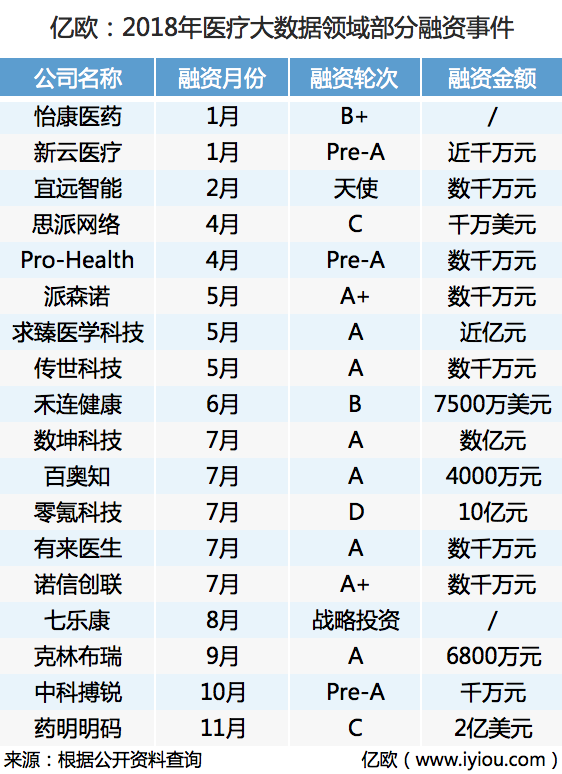 亿欧：2018年医疗大数据领域部分融资事件
公司名称 融资月份 融资轮次 融资金额
怡康医药 1月 B+ /
新云医疗 1月 Pre-A 近千万元
宜远智能 2月 天使 数千万元
思派网络 4月 C 千万美元
Pro-Health 4月 Pre-A 数千万元
派森诺 5月 A+ 数千万元
求臻医学科技 5月 A 近亿元
传世科技 5月 A 数千万元
禾连健康 6月 B 7500万美元
数坤科技 7月 A 数亿元
百奥知 7月 A 4000万元
零氪科技 7月 D 10亿元
有来医生 7月 A 数千万元
诺信创联 7月 A+ 数千万元
七乐康 8月 战略投资 /
克林布瑞 9月 A 6800万元
中科搏锐 10月 Pre-A 千万元
药明明码 11月 C 2亿美元
来源：根据公开资料查询 亿欧（www.iyiou.com）